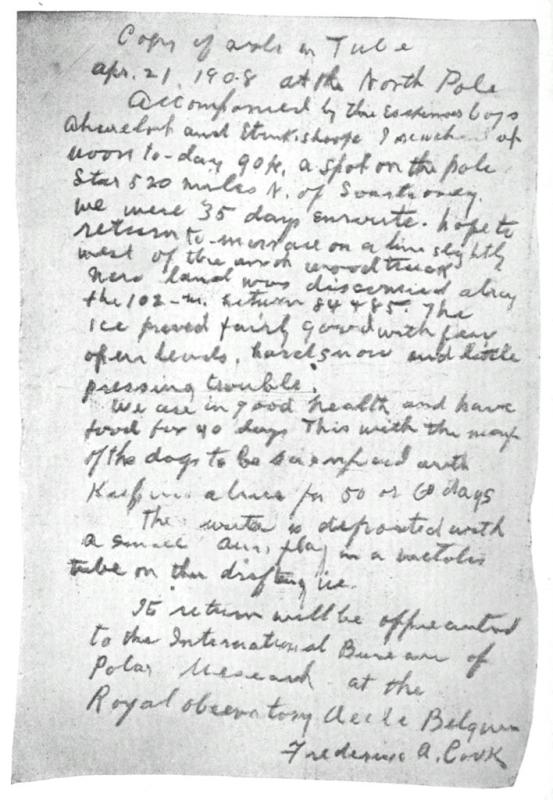 Copy of note in Tube
Apr. 21, 1908 at the North Pole
Accompanied by the Eskimo boys
Ahwelah and Etukishook I reached at
noon to-day 90 N, a spot on the polar
Star 520 miles N. of Svartevoeg.
We were 35 days enroute. hope to
return to-morrow on a line slightly
west of the north
New land was discovered along
the 102 M. between 84 & 85. The
ice proved fairly good with few
open leads, hard snow and little
pressing trouble.
We are in good health and have
food for 40 days This with the meat
of the dogs to be sacrificed with
Keep us alive for 50 or 60 days
The note is deposited with
a small Am. flag in a metalic
tube on the drifting ice.
Its return will be appreciated
to the International Bureau of
Polar Research at the
Royal observatory Uccle Belgium
Frederick A. Cook